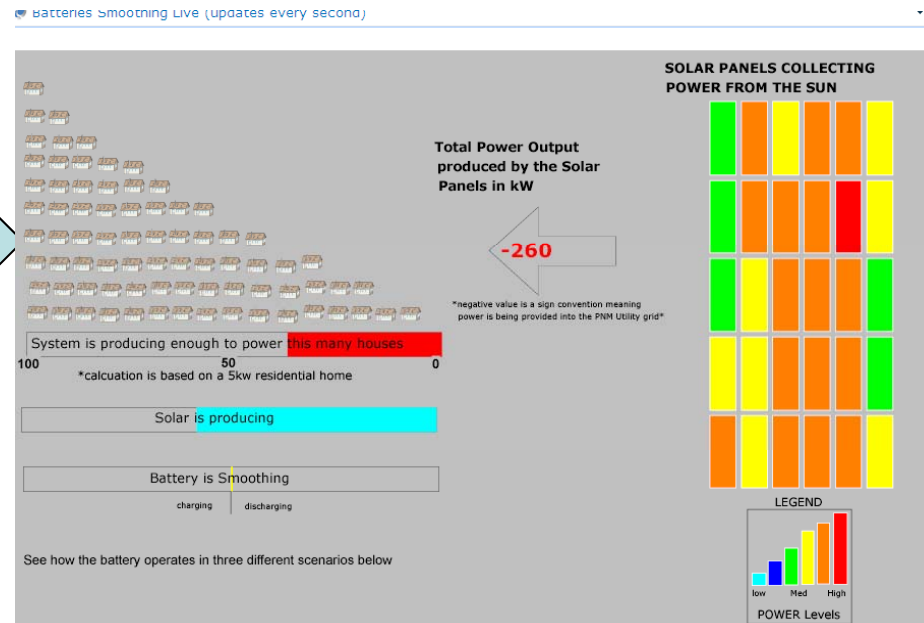 Batteries Smoothing Live (updates every second)
SOLAR PANELS COLLECTING
POWER FROM THE SUN
Total Power Output
produced by the Solar
Panels in kW
-260
*negative value is a sign convention meaning
power is being provided into the PNM Utility grid*
System is producing enough to power this many houses
100 50 0
*calcuation is based on a 5kw residential home
Solar is producing
Battery is Smoothing
charging discharging
See how the battery operates in three different scenarios below
LEGEND
low Med High
POWER Levels